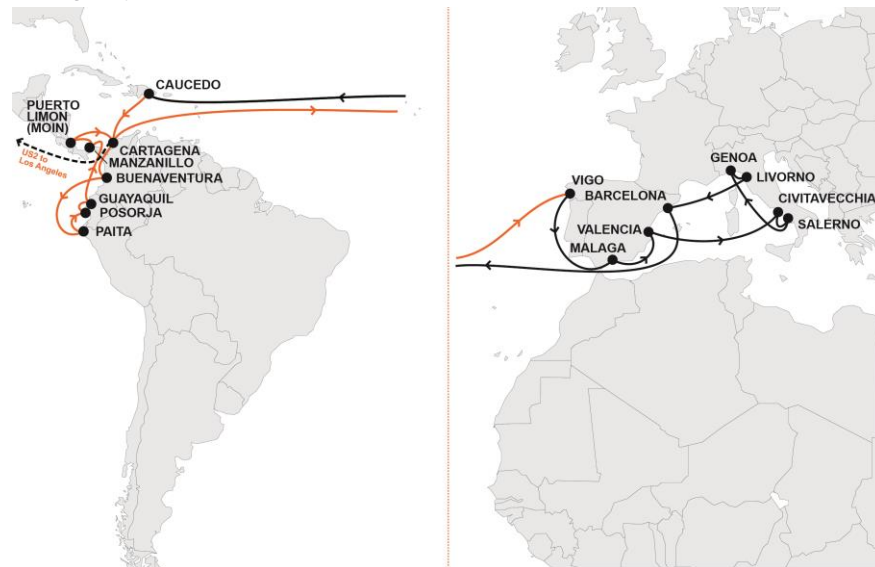 CAUCEDO
PUERTO
LIMON
(MOIN)
US2 to
Los Angeles
CARTAGENA
MANZANILLO
BUENAVENTURA
GUAYAQUIL
POSORJA
PAITA
GENOA
LIVORNO
VIGO
BARCELONA
CIVITAVECCHIA
VALENCIA
SALERNO
MALAGA